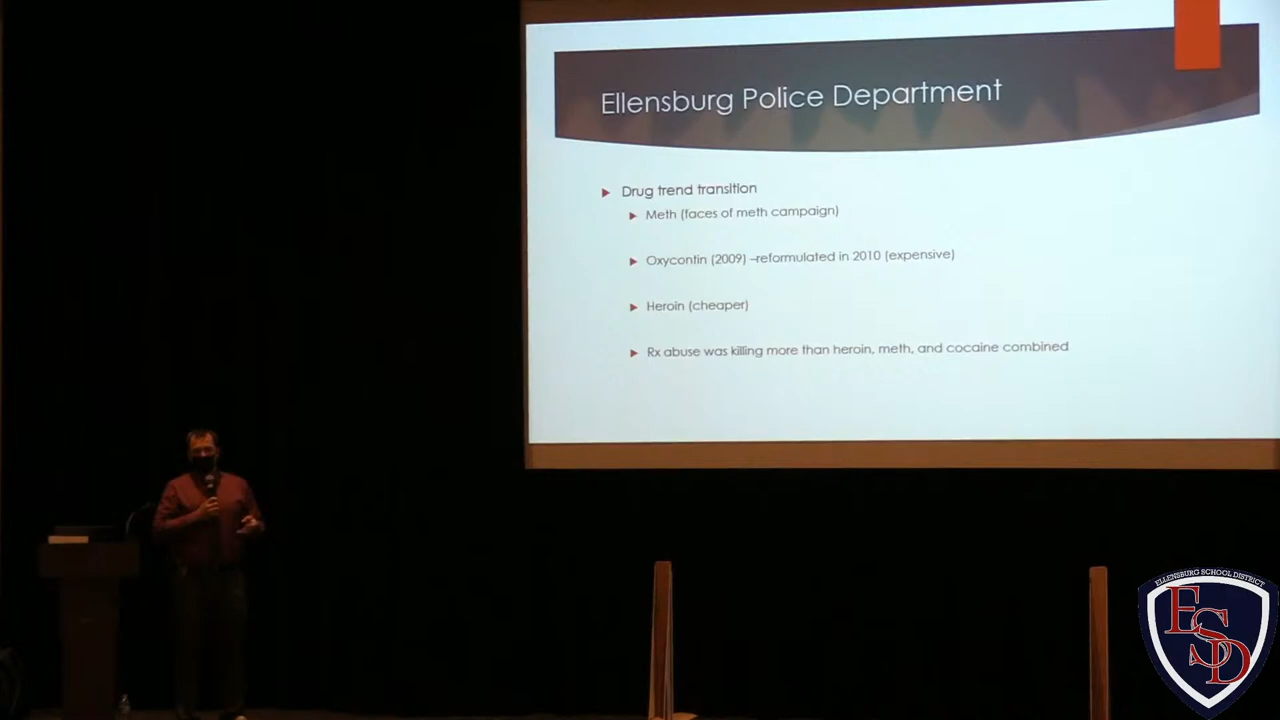 Ellensburg Police Department
Drug trend transition
Meth (faces of meth campaign)
Oxycontin (2009) –reformulated in 2010 (expensive)
Heroin (cheaper)
Rx abuse was killing more than heroin, meth, and cocaine combined
ELLENSBURG SCHOOL DISTRICT
ESD